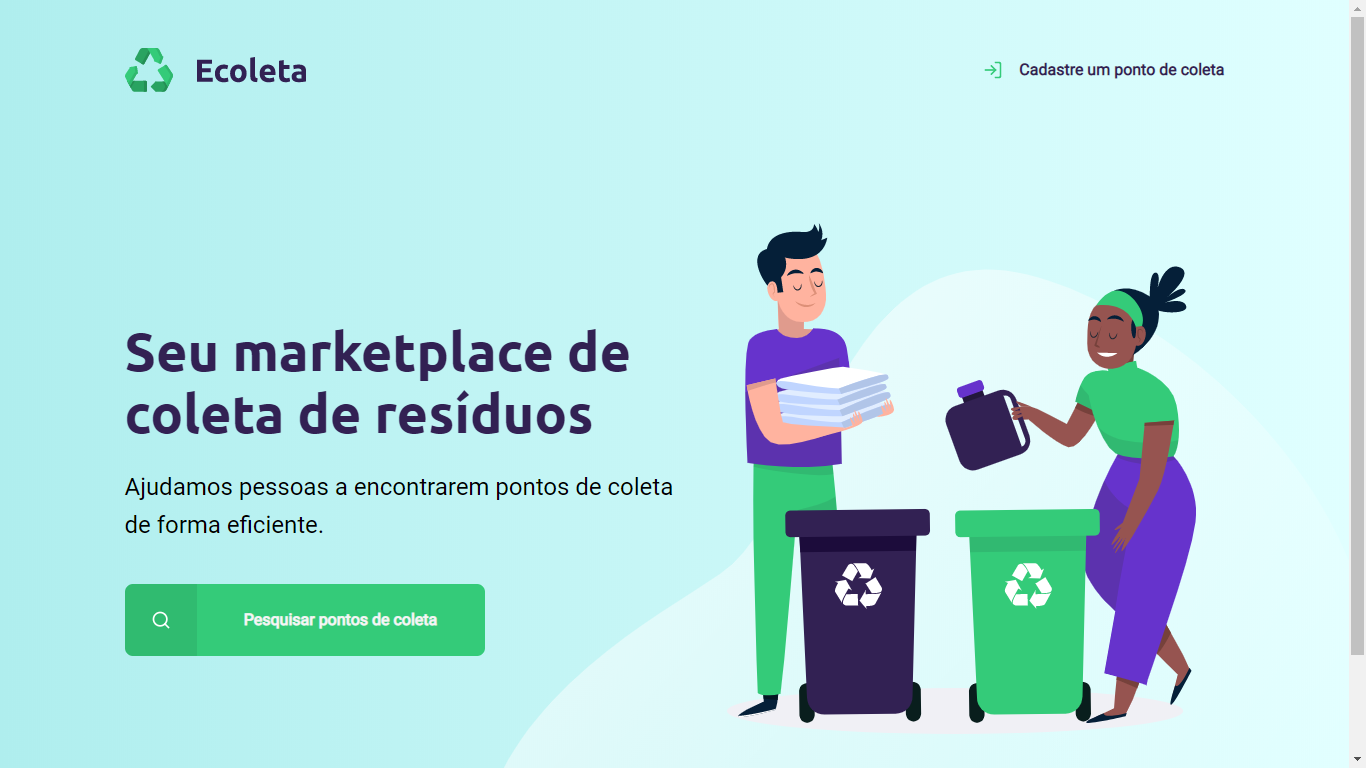 Ecoleta
Cadastre um ponto de coleta
Seu marketplace de
coleta de resíduos
Ajudamos pessoas a encontrarem pontos de coleta
de forma eficiente.
Pesquisar pontos de coleta